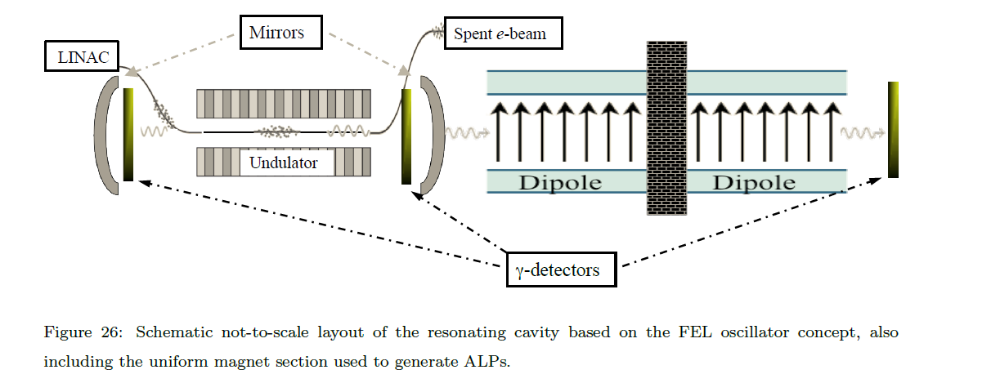 Mirrors
Spent e-beam
LINAC
Undulator
Dipole
Dipole
γ-detectors
Figure 26: Schematic not-to-scale layout of the resonating cavity based on the FEL oscillator concept, also
including the uniform magnet section used to generate ALPs.